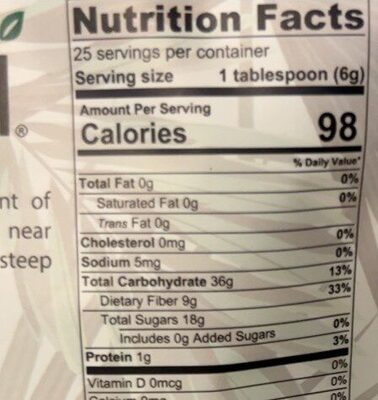 Nutrition Facts
25 servings per container
Serving size 1 tablespoon (6g)
Amount Per Serving
Calories 98
% Daily Value*
Total Fat 0g 0%
Saturated Fat 0g 0%
Trans Fat 0g
Cholesterol 0mg 0%
Sodium 5mg 0%
Total Carbohydrate 36g 13%
Dietary Fiber 9g 33%
Total Sugars 18g
Includes 0g Added Sugars 0%
Protein 1g 3%
Vitamin D 0mcg 0%
Calcium 0mg 0%
®
nt of
near
steep